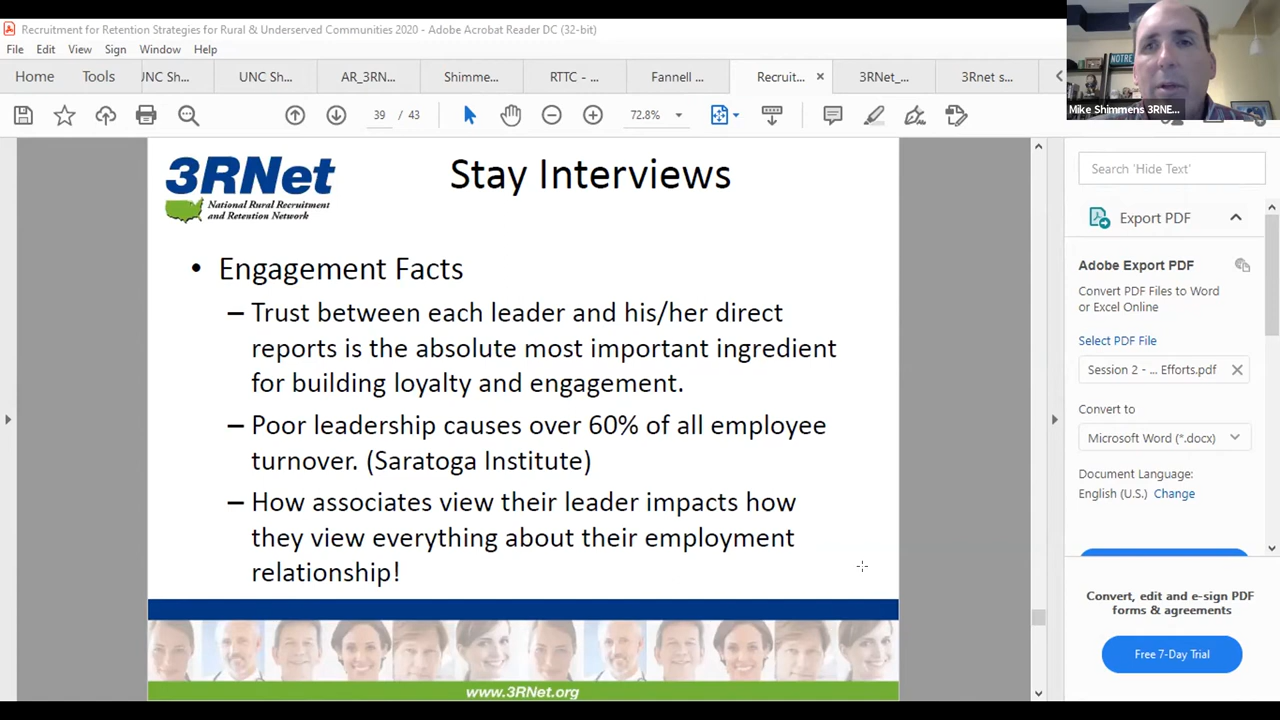 Recruitment for Retention Strategies for Rural & Underserved Communities 2020 - Adobe Acrobat Reader DC (32-bit)
File Edit View Sign Window Help
Home Tools UNC Sh... UNC Sh... AR_3RN... Shimme... RTTC - ... Fannell ... Recruit... × 3RNet_... 3RNet s...
/ 43 72.8%
Mike Shimmens 3RNE...
3RNet
National Rural Recruitment
and Retention Network
Stay Interviews
• Engagement Facts
– Trust between each leader and his/her direct
reports is the absolute most important ingredient
for building loyalty and engagement.
– Poor leadership causes over 60% of all employee
turnover. (Saratoga Institute)
– How associates view their leader impacts how
they view everything about their employment
relationship!
www.3RNet.org
Search 'Hide Text'
Export PDF
Adobe Export PDF
Convert PDF Files to Word
or Excel Online
Select PDF File
Session 2 - ... Efforts.pdf
Convert to
Microsoft Word (*.docx)
Document Language:
English (U.S.) Change
Convert, edit and e-sign PDF
forms & agreements
Free 7-Day Trial